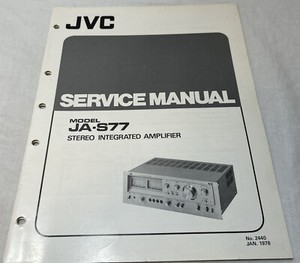 JVC
SERVICE MANUAL
MODEL
JA-S77
STEREO INTEGRATED AMPLIFIER
No. 2440
JAN. 1978